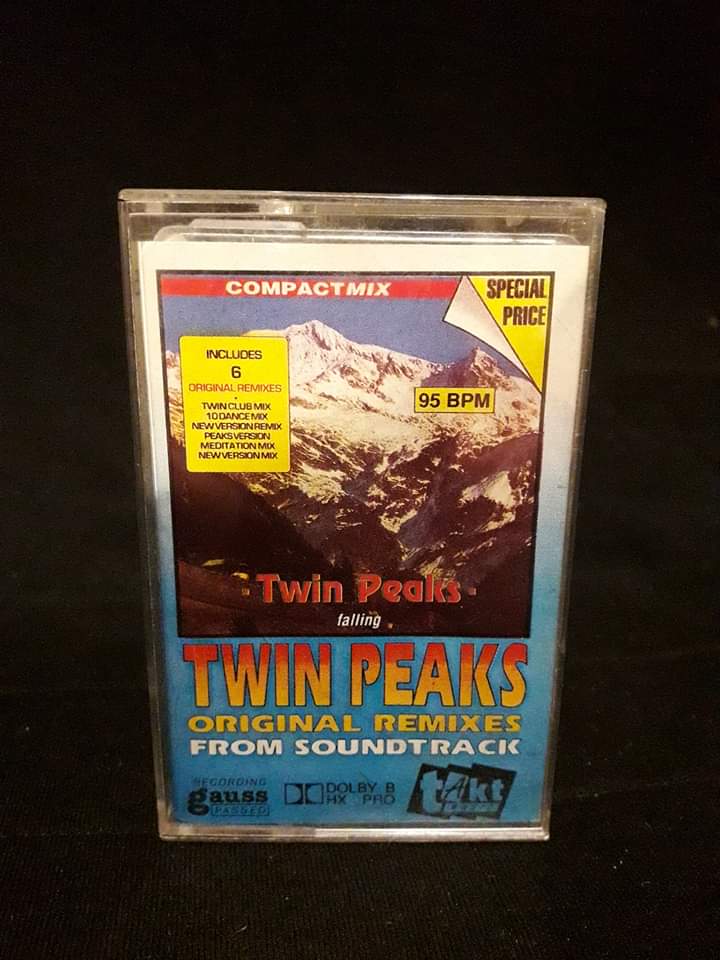 COMPACTMIX
SPECIAL
PRICE
INCLUDES
6
ORIGINAL REMIXES
TWIN CLUB MIX
10 DANCE MIX
NEW VERSION REMIX
PEAKS VERSION
MEDITATION MIX
NEW VERSION MIX
95 BPM
· Twin Peaks ·
falling
TWIN PEAKS
ORIGINAL REMIXES
FROM SOUNDTRACK
RECORDING
gauss
PASSED
DOLBY B
HX PRO
takt